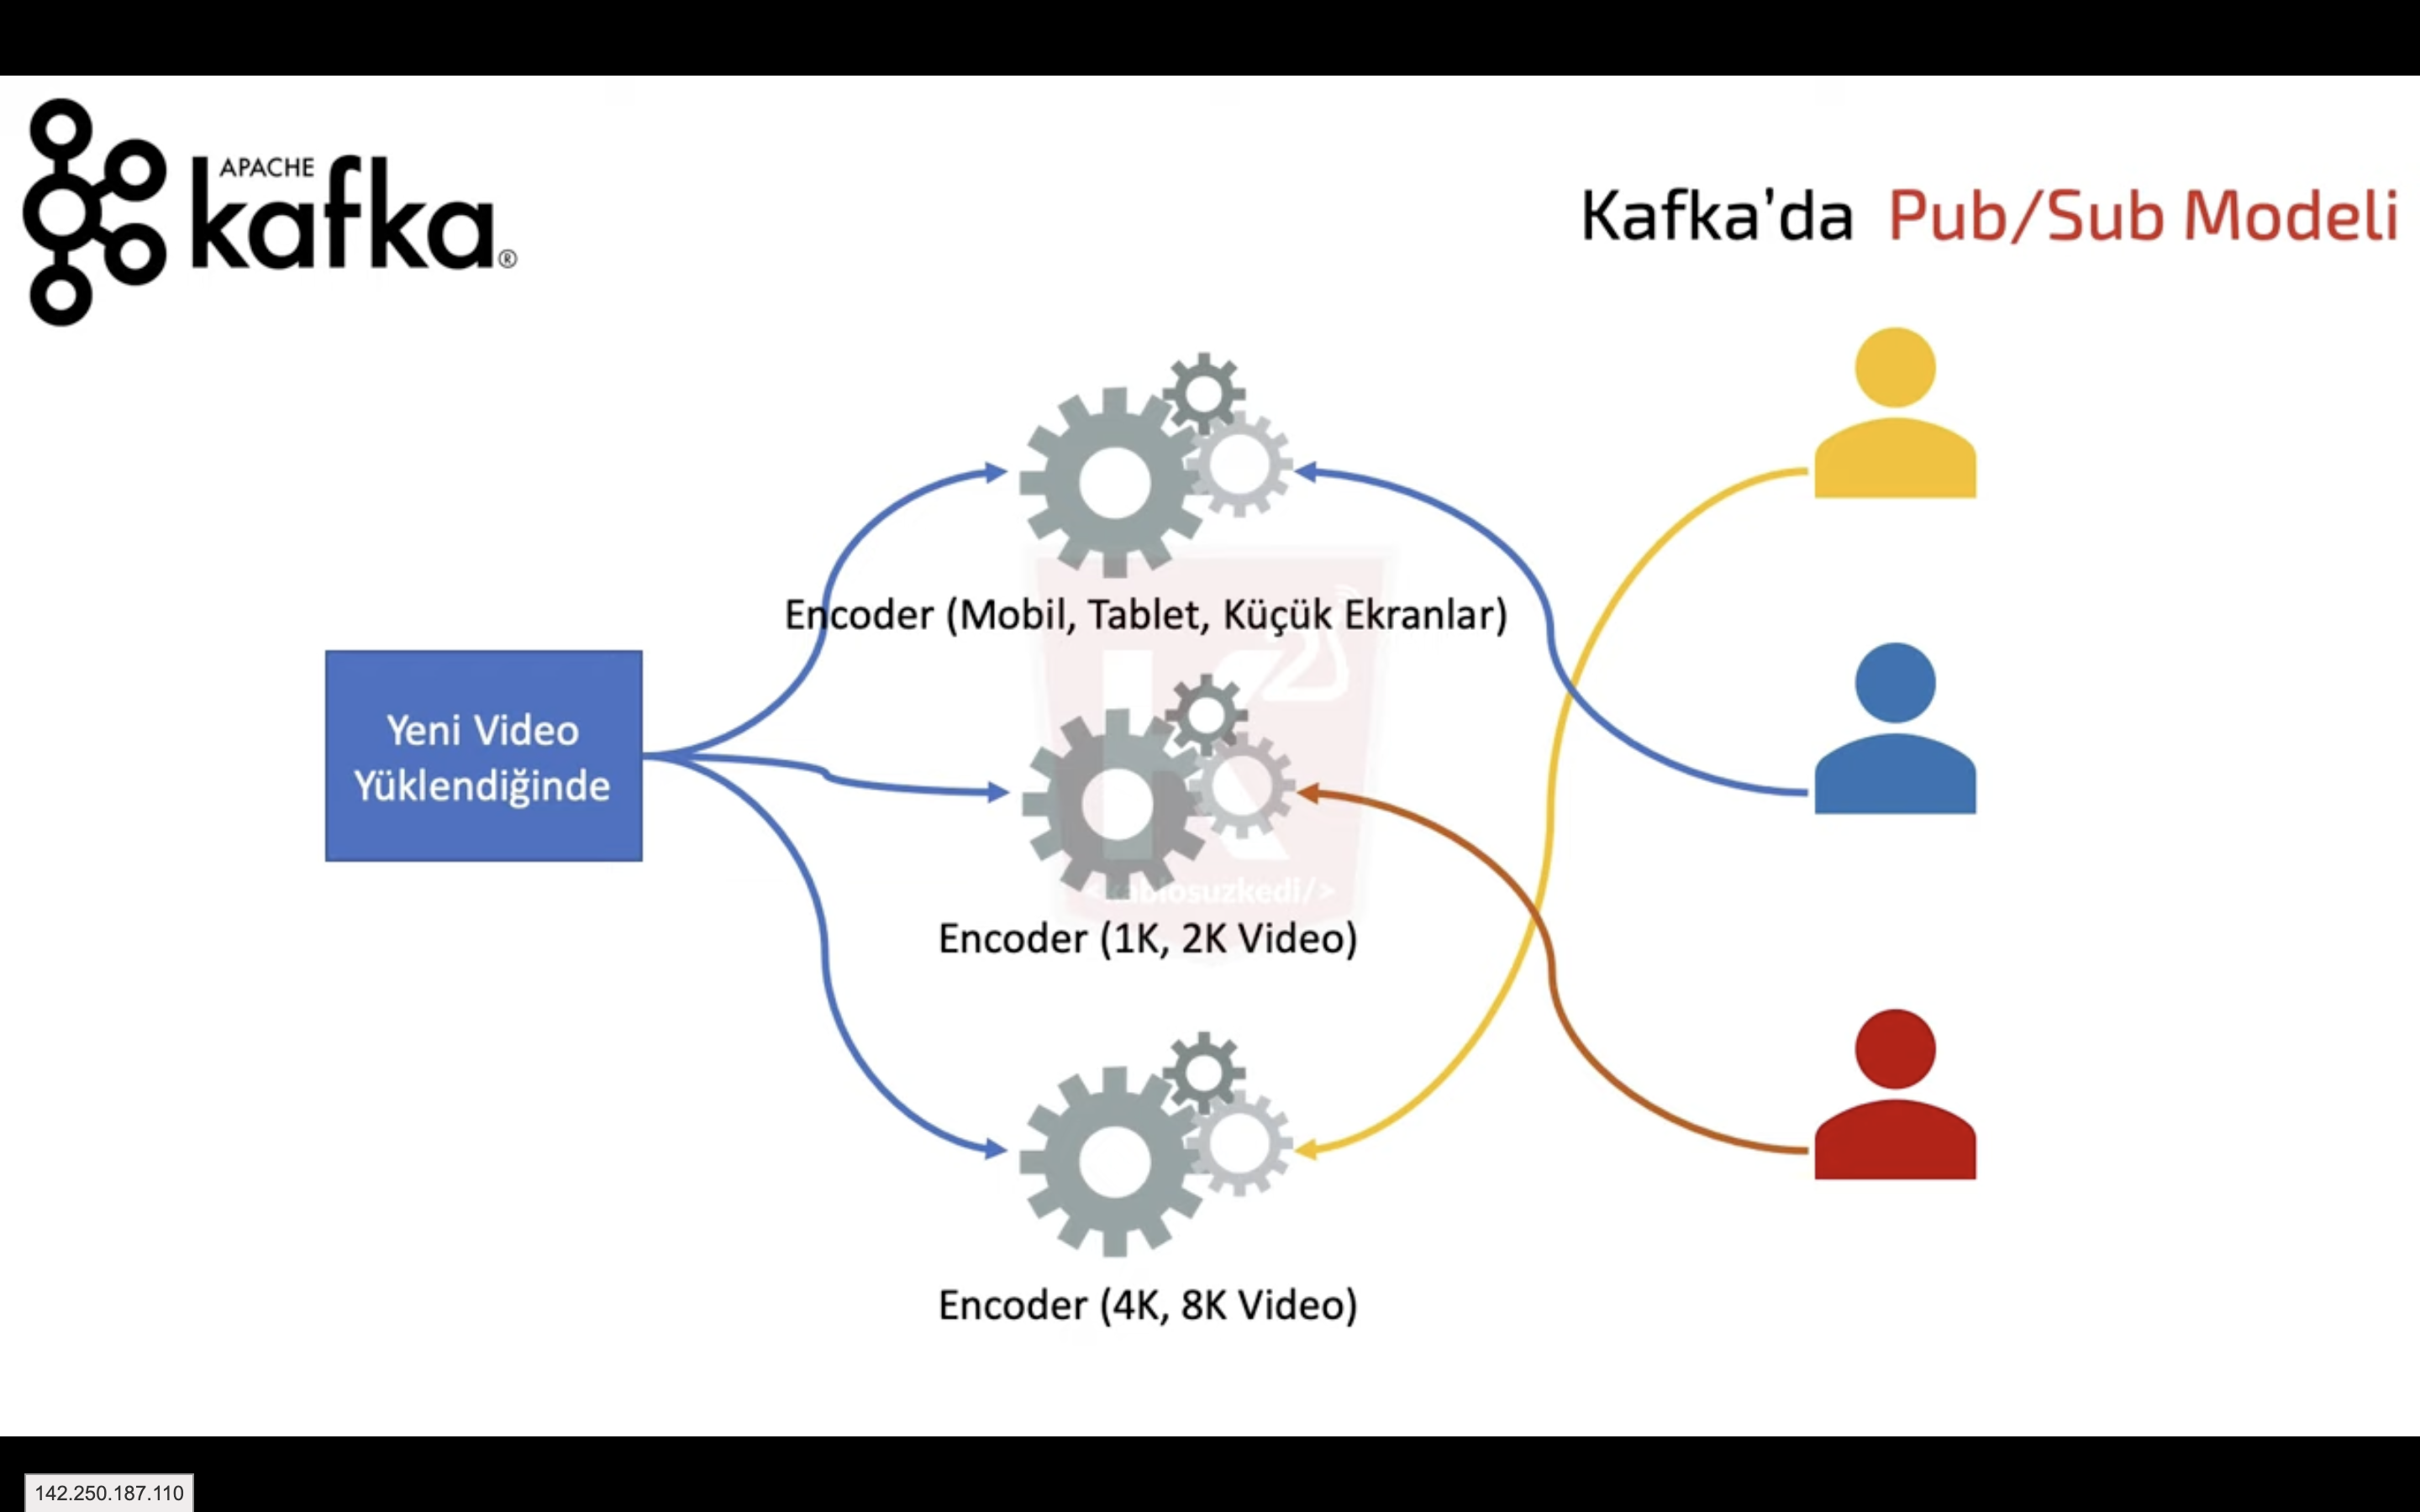 APACHE
kafka®
Kafka'da Pub/Sub Modeli
Encoder (Mobil, Tablet, Küçük Ekranlar)
Yeni Video
Yüklendiğinde
<kablosuzkedi/>
Encoder (1K, 2K Video)
Encoder (4K, 8K Video)
142.250.187.110